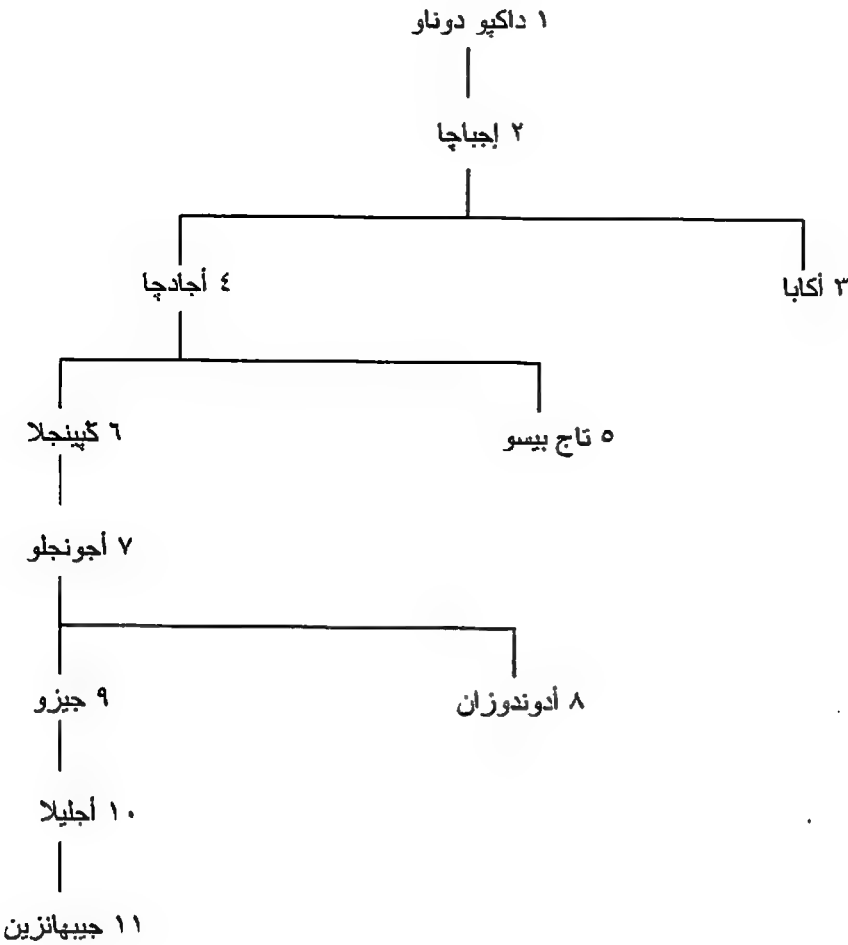 ١ داكپو دوناو
٢ إجباچا
٣ أكابا
٤ أجادچا
٥ تاج بيسو
٦ كپينجلا
٧ أجونجلو
٨ أدوندوزان
٩ جيزو
١٠ أجليلا
١١ جيبهانزين